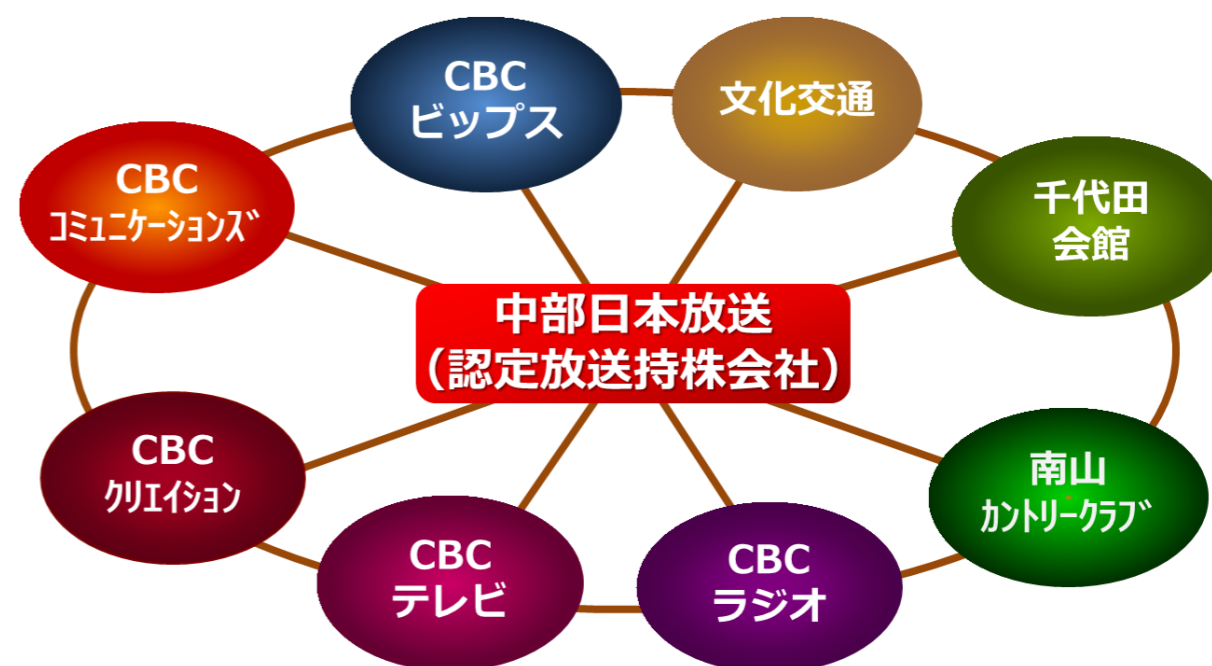 CBC
ビップス
文化交通
CBC
ｺﾐｭﾆｹｰｼｮﾝｽﾞ
千代田
会館
中部日本放送
（認定放送持株会社）
CBC
ｸﾘｴｲｼｮﾝ
南山
ｶﾝﾄﾘｰｸﾗﾌﾞ
CBC
テレビ
CBC
ラジオ